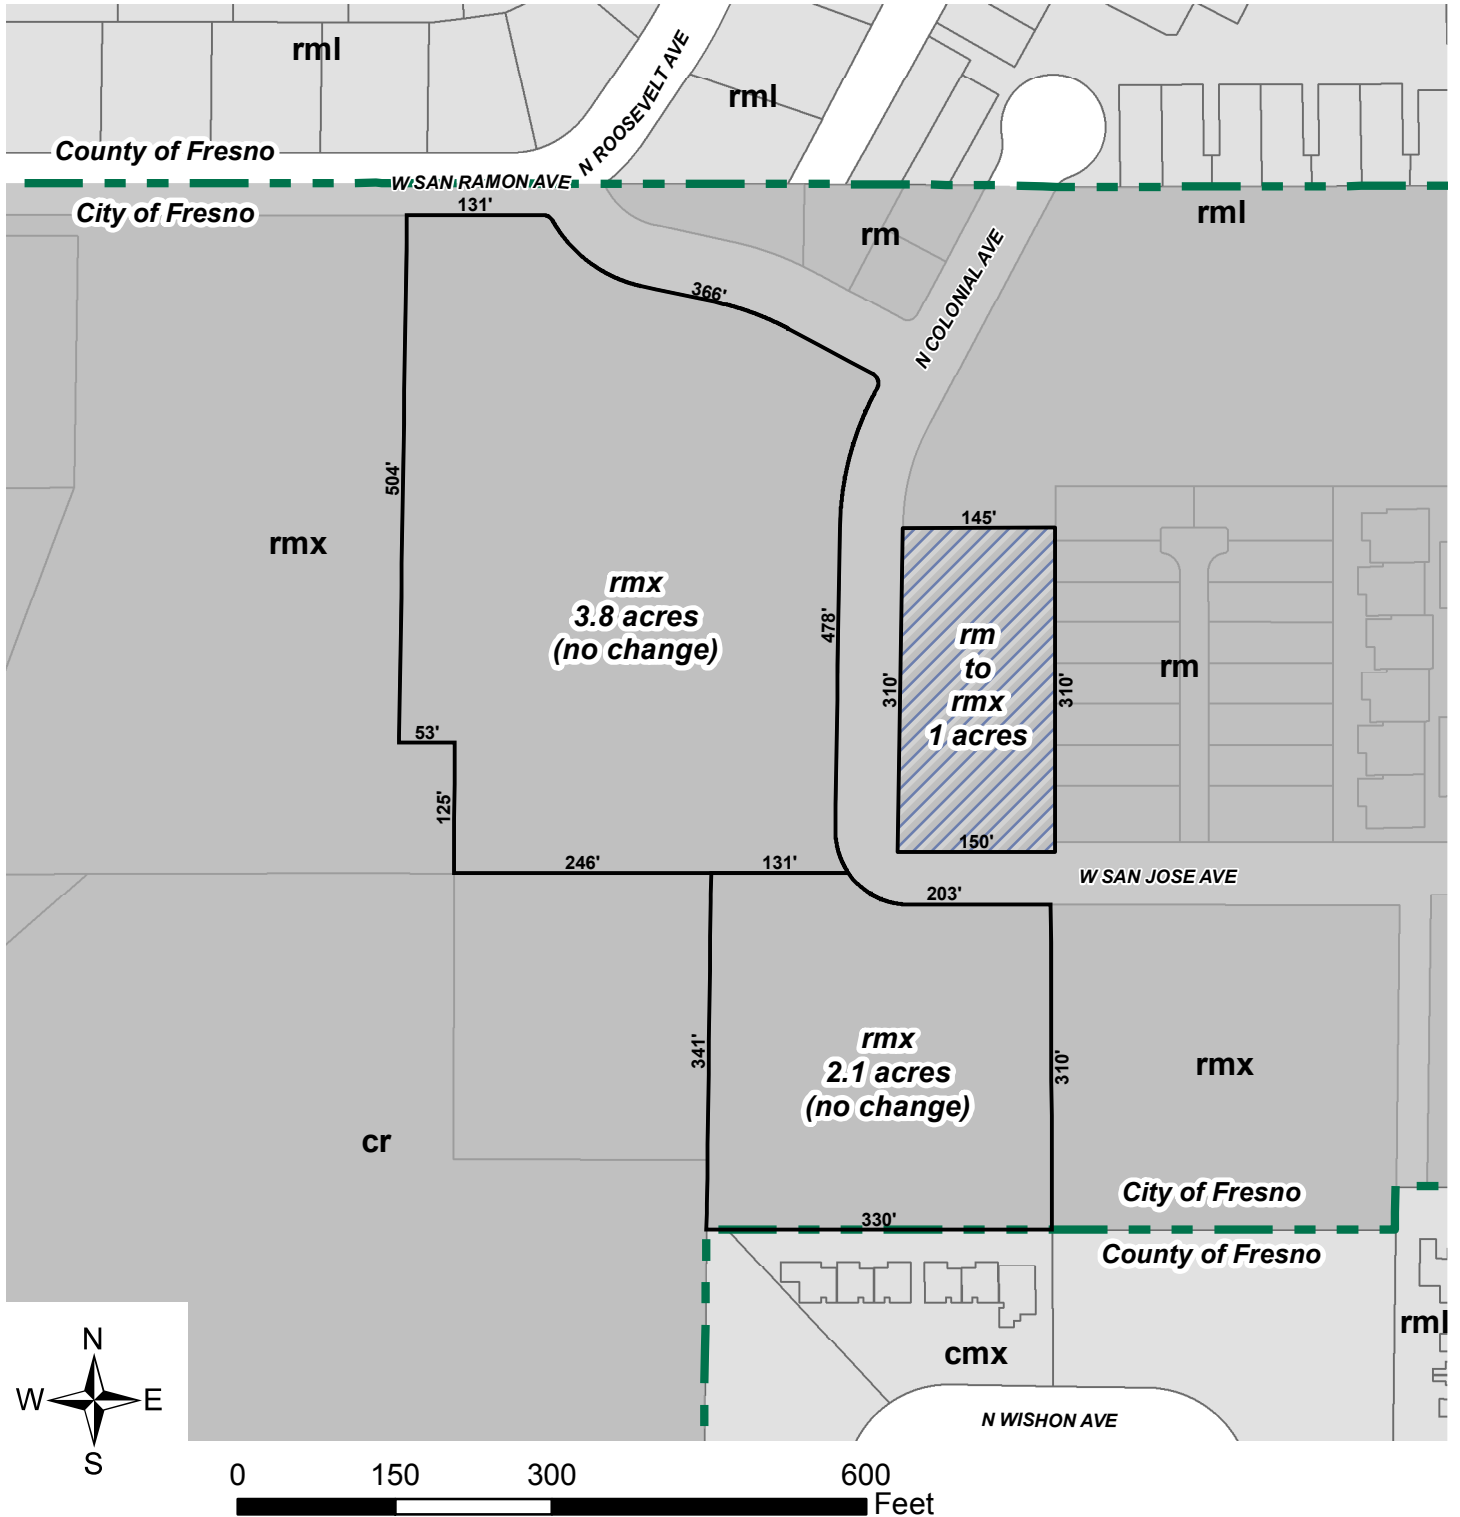 rml
N ROOSEVELT AVE
rml
County of Fresno
W SAN RAMON AVE
City of Fresno
131'
rm
rml
366'
N COLONIAL AVE
504'
rmx
145'
rmx
3.8 acres
(no change)
478'
310'
rm
to
rmx
1 acres
310'
rm
53'
125'
246'
131'
150'
W SAN JOSE AVE
203'
341'
rmx
2.1 acres
(no change)
310'
rmx
cr
City of Fresno
330'
County of Fresno
rml
cmx
N WISHON AVE
N
W
E
S
0
150
300
600
Feet